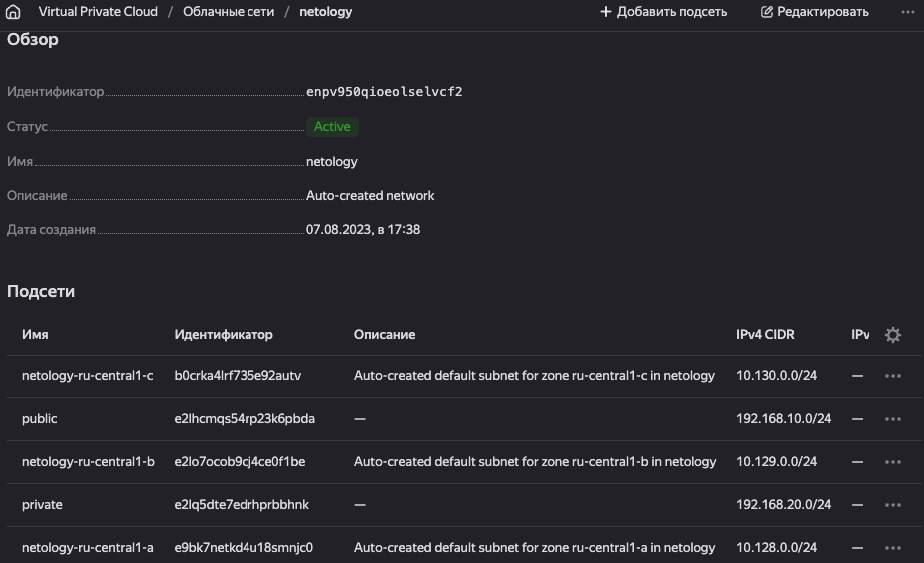 Virtual Private Cloud / Облачные сети / netology + Добавить подсеть Редактировать ...
Обзор
Идентификатор enpv950qioeolselvcf2
Статус Active
Имя netology
Описание Auto-created network
Дата создания 07.08.2023, в 17:38
Подсети
Имя Идентификатор Описание IPv4 CIDR IPv
netology-ru-central1-c b0crka4lrf735e92autv Auto-created default subnet for zone ru-central1-c in netology 10.130.0.0/24 — ...
public e2lhcmqs54rp23k6pbda — 192.168.10.0/24 — ...
netology-ru-central1-b e2lo7ocob9cj4ce0f1be Auto-created default subnet for zone ru-central1-b in netology 10.129.0.0/24 — ...
private e2lq5dte7edrhprbbhnk — 192.168.20.0/24 — ...
netology-ru-central1-a e9bk7netkd4u18smnjc0 Auto-created default subnet for zone ru-central1-a in netology 10.128.0.0/24 — ...